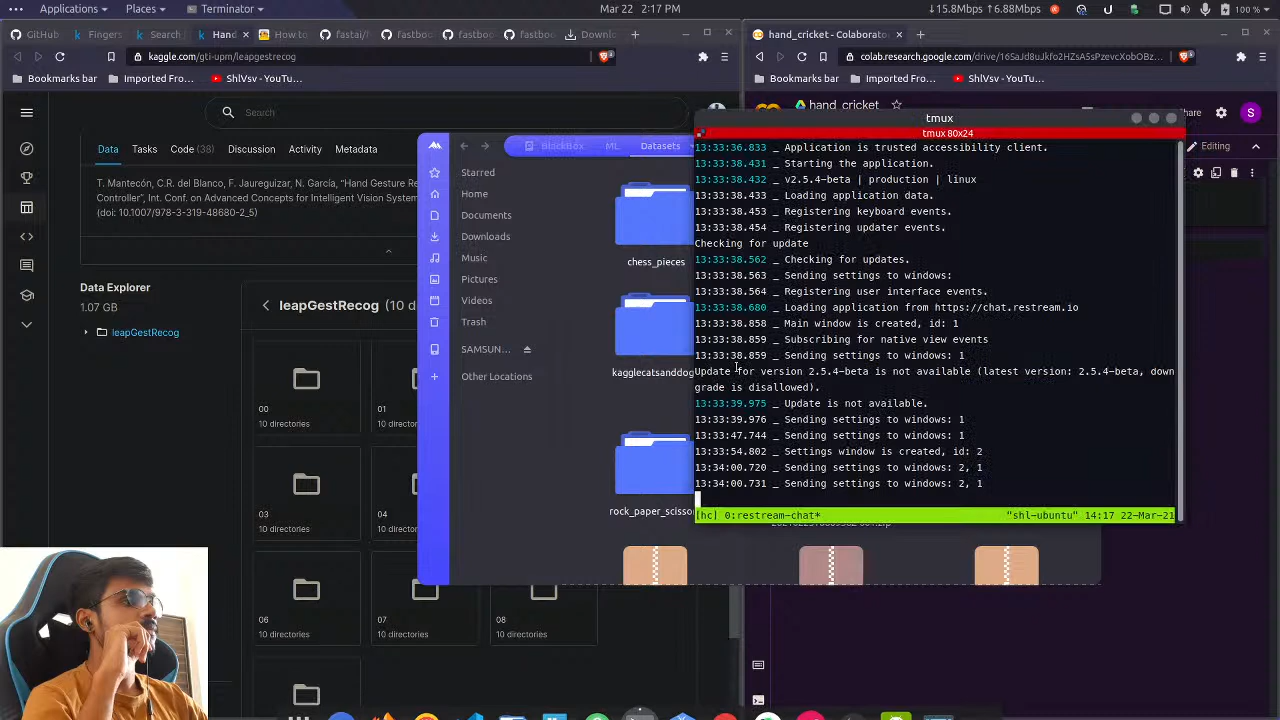 Applications
Places
Terminator
Mar 22 2:17 PM
↓15.8Mbps ↑6.88Mbps
100 %
GitHub
Fingers
Search
Hand
How to
fastai/
fastboo
fastboo
fastboo
Downlo
kaggle.com/gti-upm/leapgestrecog
Bookmarks bar
Imported Fro...
ShlVsv - YouTu...
hand_cricket - Colaborato
Bookmarks bar
Imported Fro...
ShlVsv - YouTu...
Search
hand_cricket
Share
S
Editing
Data
Tasks
Code (38)
Discussion
Activity
Metadata
T. Mantecón, C.R. del Blanco, F. Jaureguizar, N. García, “Hand Gesture Re
Controller”, Int. Conf. on Advanced Concepts for Intelligent Vision System
(doi: 10.1007/978-3-319-48680-2_5)
Data Explorer
1.07 GB
leapGestRecog
leapGestRecog (10 d
00
10 directories
01
10 directories
03
10 directories
04
10 directories
06
10 directories
07
10 directories
08
10 directories
BlackBox
ML
Datasets
Starred
Home
Documents
Downloads
Music
Pictures
Videos
Trash
SAMSUN...
Other Locations
chess_pieces
kagglecatsanddog
rock_paper_scisso
tmux
tmux 80x24
13:33:36.833 _ Application is trusted accessibility client.
13:33:38.431 _ Starting the application.
13:33:38.432 _ v2.5.4-beta | production | linux
13:33:38.433 _ Loading application data.
13:33:38.453 _ Registering keyboard events.
13:33:38.454 _ Registering updater events.
Checking for update
13:33:38.562 _ Checking for updates.
13:33:38.563 _ Sending settings to windows:
13:33:38.564 _ Registering user interface events.
13:33:38.680 _ Loading application from https://chat.restream.io
13:33:38.858 _ Main window is created, id: 1
13:33:38.859 _ Subscribing for native view events
13:33:38.859 _ Sending settings to windows: 1
Update for version 2.5.4-beta is not available (latest version: 2.5.4-beta, down
grade is disallowed).
13:33:39.975 _ Update is not available.
13:33:39.976 _ Sending settings to windows: 1
13:33:47.744 _ Sending settings to windows: 1
13:33:54.802 _ Settings window is created, id: 2
13:34:00.720 _ Sending settings to windows: 2, 1
13:34:00.731 _ Sending settings to windows: 2, 1
[hc] 0:restream-chat*
"shl-ubuntu" 14:17 22-Mar-21